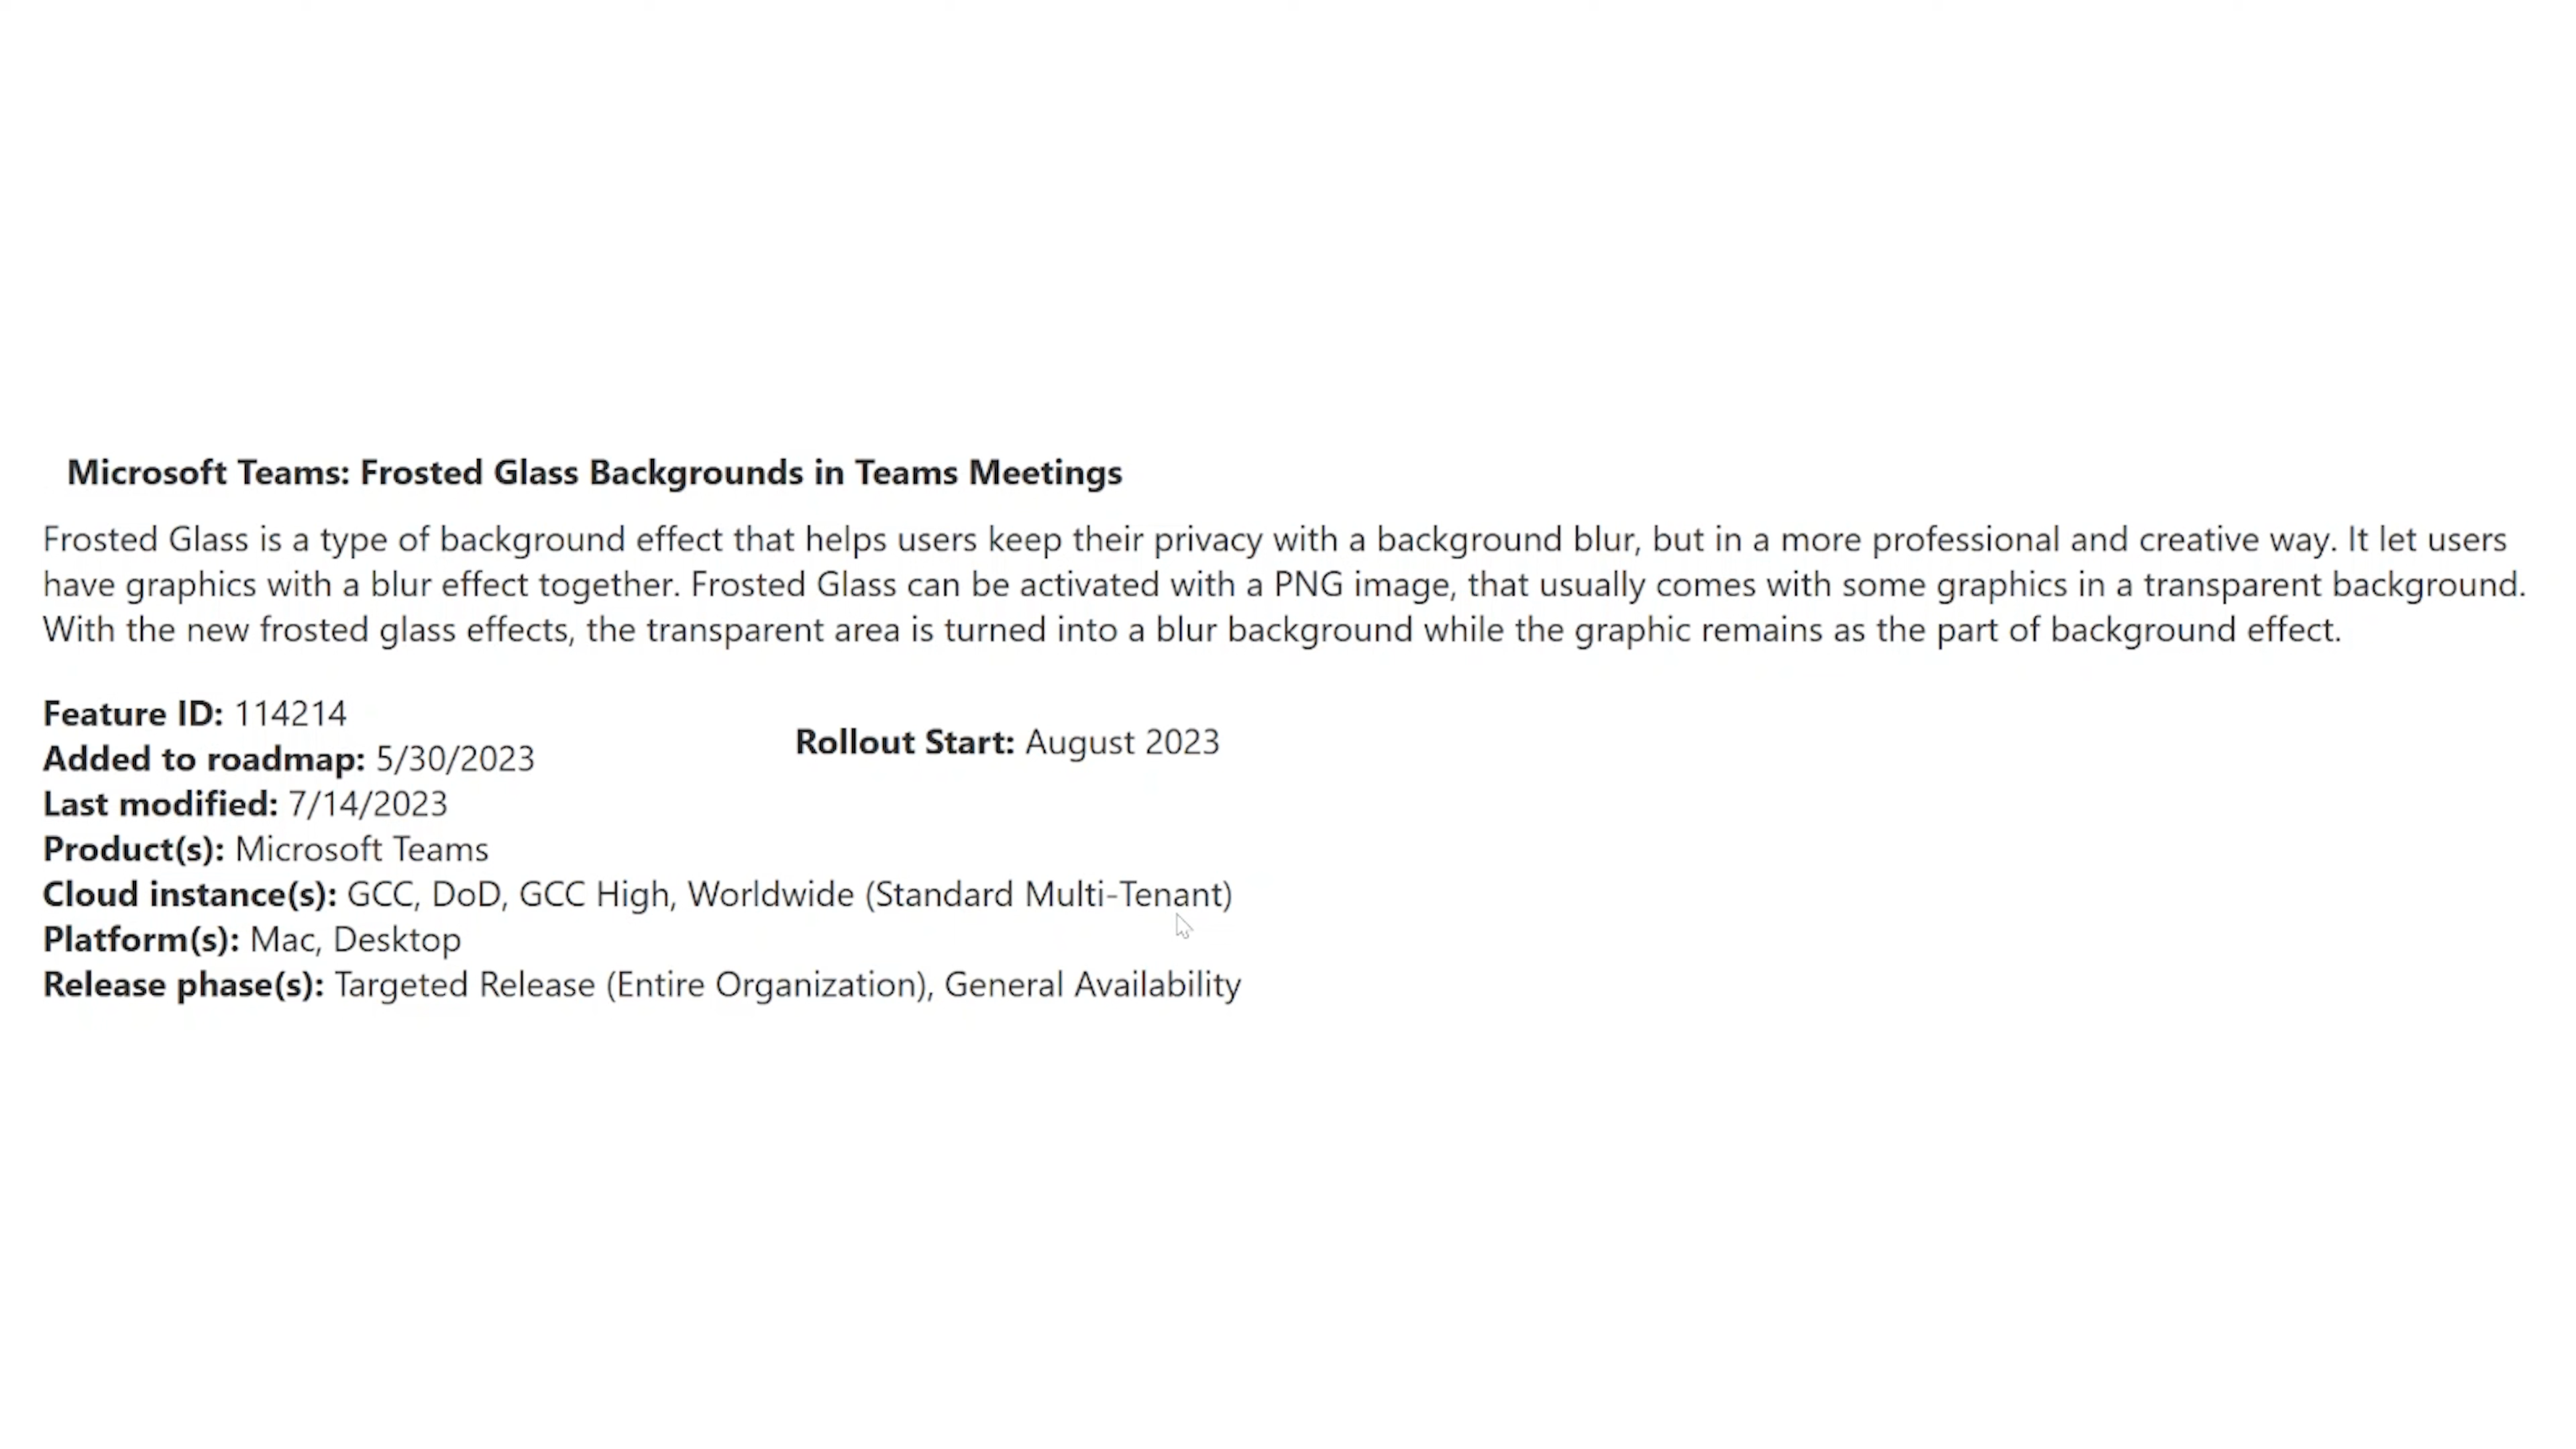 Microsoft Teams: Frosted Glass Backgrounds in Teams Meetings
Frosted Glass is a type of background effect that helps users keep their privacy with a background blur, but in a more professional and creative way. It let users
have graphics with a blur effect together. Frosted Glass can be activated with a PNG image, that usually comes with some graphics in a transparent background.
With the new frosted glass effects, the transparent area is turned into a blur background while the graphic remains as the part of background effect.
Feature ID: 114214
Added to roadmap: 5/30/2023
Last modified: 7/14/2023
Product(s): Microsoft Teams
Cloud instance(s): GCC, DoD, GCC High, Worldwide (Standard Multi-Tenant)
Platform(s): Mac, Desktop
Release phase(s): Targeted Release (Entire Organization), General Availability
Rollout Start: August 2023